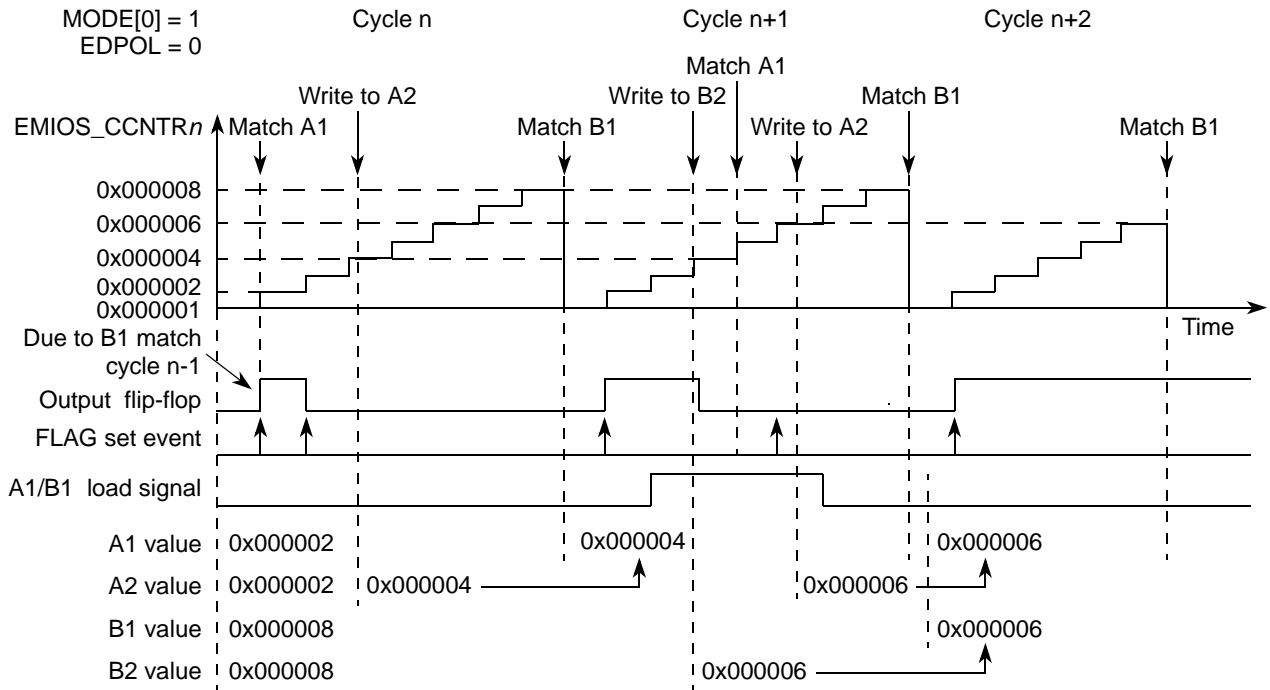 MODE[0] = 1
EDPOL = 0
Cycle n
Cycle n+1
Cycle n+2
Match A1
Write to A2
Write to B2
Match B1
EMIOS_CCNTRn
Match A1
Match B1
Write to A2
Match B1
0x000008
0x000006
0x000004
0x000002
0x000001
Time
Due to B1 match
cycle n-1
Output flip-flop
FLAG set event
A1/B1 load signal
A1 value 0x000002 0x000004 0x000006
A2 value 0x000002 0x000004 0x000006
B1 value 0x000008 0x000006
B2 value 0x000008 0x000006